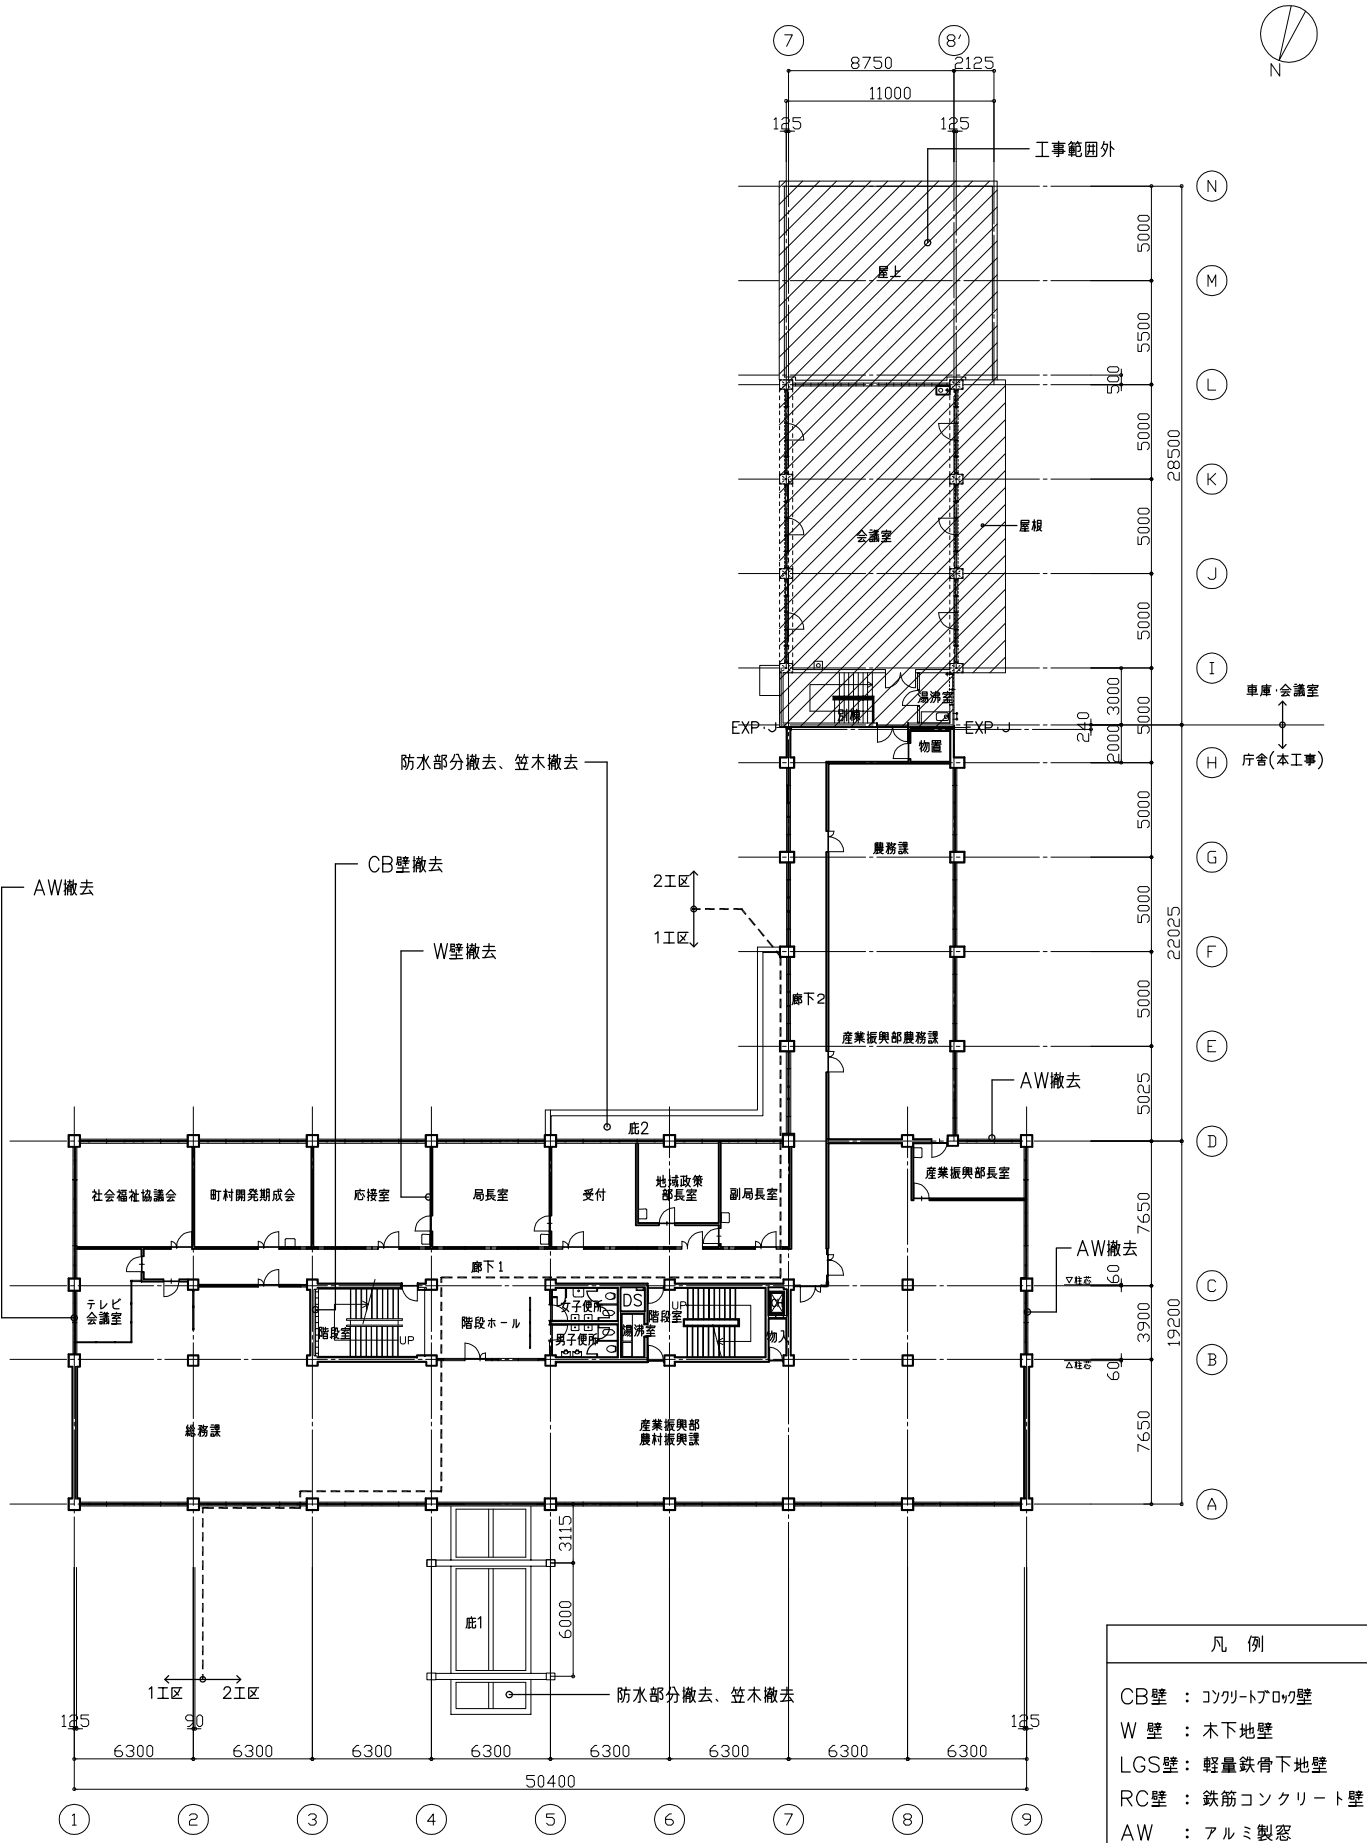 7
8'
N
8750
2125
11000
125
125
工事範囲外
N
5000
屋上
M
5500
500
L
5000
28500
K
5000
屋根
会議室
J
5000
I
3000
5000
車庫・会議室
湯沸室
別棟
EXP・J
EXP・J
240
物置
2000
防水部分撤去、笠木撤去
H
庁舎(本工事)
5000
農務課
CB壁撤去
G
AW撤去
2工区
5000
1工区
22025
W壁撤去
F
廊下2
5000
産業振興部農務課
E
AW撤去
5025
庇2
D
社会福祉協議会
町村開発期成会
応接室
局長室
受付
地域政策
部長室
副局長室
産業振興部長室
7650
AW撤去
廊下1
▽柱芯
60
C
テレビ
会議室
階段室
UP
階段ホール
女子便所
男子便所
DS
湯沸室
UP
階段室
物入
3900
19200
△柱芯
60
B
総務課
産業振興部
農村振興課
7650
A
3115
庇1
6000
1工区
2工区
防水部分撤去、笠木撤去
125
90
125
6300
6300
6300
6300
6300
6300
6300
6300
50400
1
2
3
4
5
6
7
8
9
凡 例
CB壁 : コンクリートブロック壁
W 壁 : 木下地壁
LGS壁 : 軽量鉄骨下地壁
RC壁 : 鉄筋コンクリート壁
AW : アルミ製窓